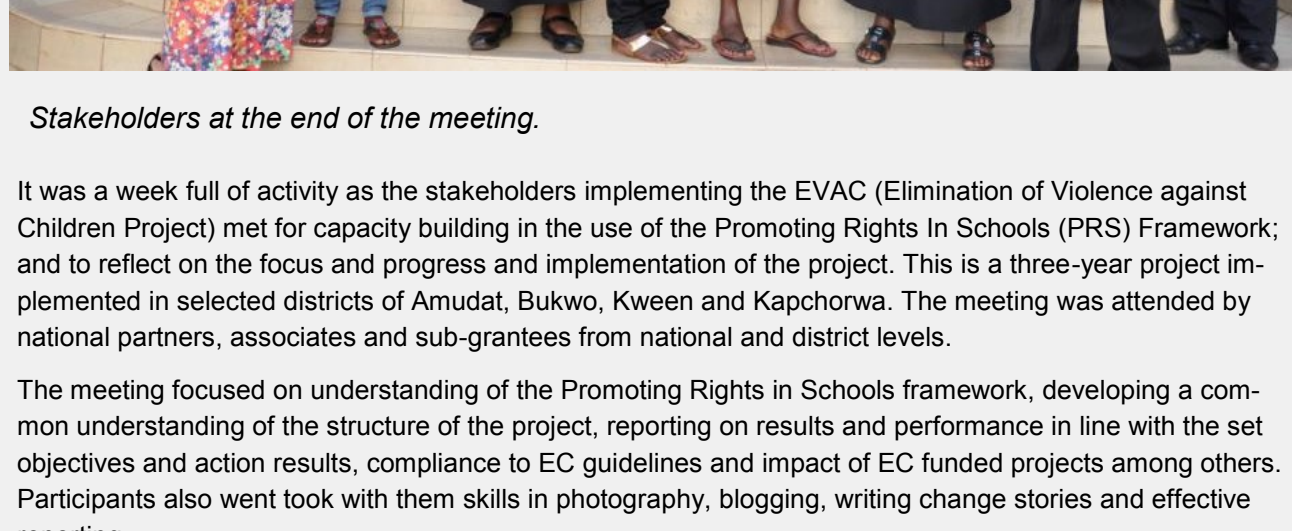 Stakeholders at the end of the meeting.
It was a week full of activity as the stakeholders implementing the EVAC (Elimination of Violence against
Children Project) met for capacity building in the use of the Promoting Rights In Schools (PRS) Framework;
and to reflect on the focus and progress and implementation of the project. This is a three-year project im-
plemented in selected districts of Amudat, Bukwo, Kween and Kapchorwa. The meeting was attended by
national partners, associates and sub-grantees from national and district levels.
The meeting focused on understanding of the Promoting Rights in Schools framework, developing a com-
mon understanding of the structure of the project, reporting on results and performance in line with the set
objectives and action results, compliance to EC guidelines and impact of EC funded projects among others.
Participants also went took with them skills in photography, blogging, writing change stories and effective